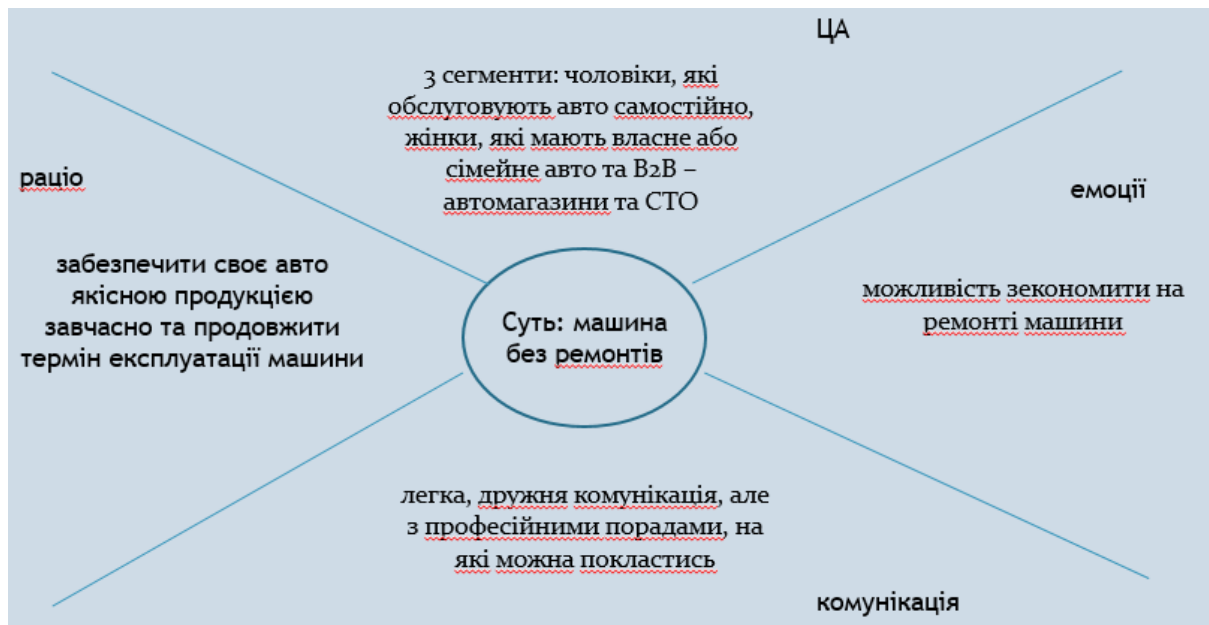 ЦА
3 сегменти: чоловіки, які
обслуговують авто самостійно,
жінки, які мають власне або
сімейне авто та B2B –
автомагазини та СТО
раціо
забезпечити своє авто
якісною продукцією
завчасно та продовжити
термін експлуатації машини
Суть: машина
без ремонтів
емоції
можливість зекономити на
ремонті машини
легка, дружня комунікація, але
з професійними порадами, на
які можна покластись
комунікація